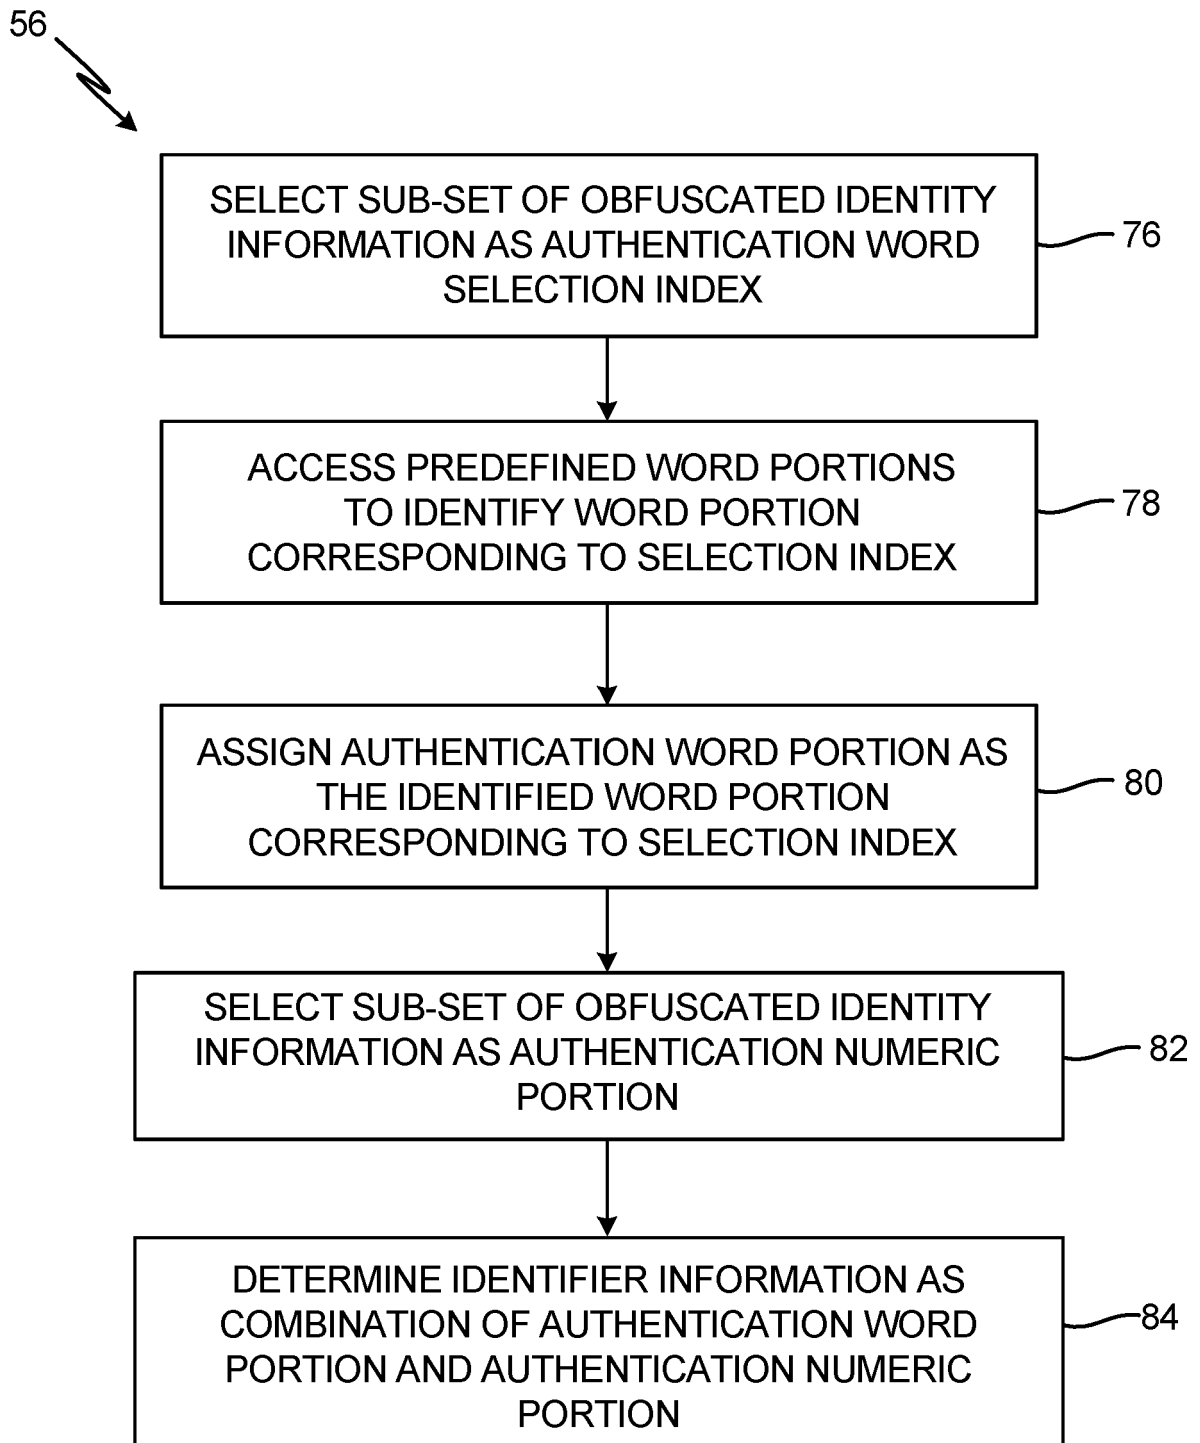 56
SELECT SUB-SET OF OBFUSCATED IDENTITY
INFORMATION AS AUTHENTICATION WORD
SELECTION INDEX
76
ACCESS PREDEFINED WORD PORTIONS
TO IDENTIFY WORD PORTION
CORRESPONDING TO SELECTION INDEX
78
ASSIGN AUTHENTICATION WORD PORTION AS
THE IDENTIFIED WORD PORTION
CORRESPONDING TO SELECTION INDEX
80
SELECT SUB-SET OF OBFUSCATED IDENTITY
INFORMATION AS AUTHENTICATION NUMERIC
PORTION
82
DETERMINE IDENTIFIER INFORMATION AS
COMBINATION OF AUTHENTICATION WORD
PORTION AND AUTHENTICATION NUMERIC
PORTION
84